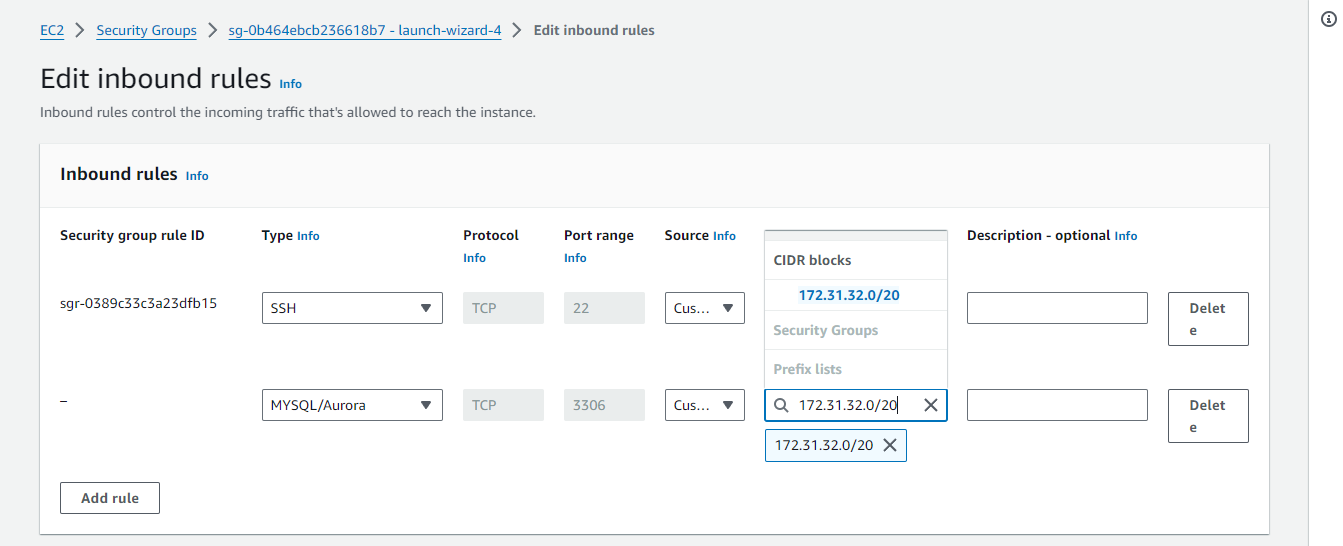 EC2 > Security Groups > sg-0b464ebcb236618b7 - launch-wizard-4 > Edit inbound rules
Edit inbound rules Info
Inbound rules control the incoming traffic that's allowed to reach the instance.
Inbound rules Info
Security group rule ID
Type Info
Protocol
Info
Port range
Info
Source Info
Description - optional Info
sgr-0389c33c3a23dfb15
SSH
TCP
22
Cus...
CIDR blocks
172.31.32.0/20
Security Groups
Prefix lists
Delet
e
–
MYSQL/Aurora
TCP
3306
Cus...
172.31.32.0/20
172.31.32.0/20
Delet
e
Add rule